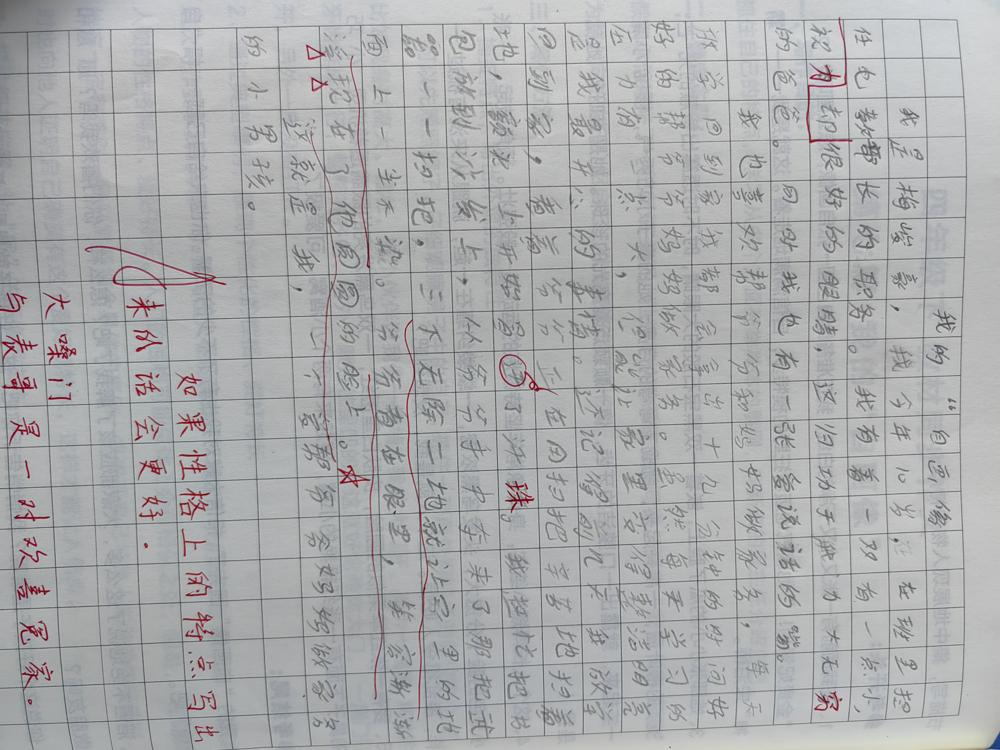 我的“自画像
我是梅峻豪，我今年10岁，在班里担
任电教部长的职务。我有着一双有一点小，
视力却很好的眼睛，这归功于我力大无穷
的爸爸。同时我也有一张爱说话的嘴。
我也喜欢帮爷爷和妈妈做家务，每天
放学回到家我都会拿出十几分钟的时间好
好的帮爷爷妈妈做家务。虽然每天学习的
压力有一点大，但能让家里变得整洁明亮
是我最开心的事情。还记得前几天我放学
回到家，看着爷爷正在用扫把辛苦地扫着
地，额头上开始冒了汗珠。我赶忙把书
包放到沙发上，从爷爷手中拿来了那把武
器一一扫把，三下无除二地就让家里的地
面上一尘不染。爷爷看在眼里，笑容渐渐
浮现在了他圆圆的脸上。
这就是我，一个爱帮爷爷妈妈做家务
的小男孩。
如果性格上的特点写出
来的话会更好.
大嗓门
与表哥是一对欢喜冤家。